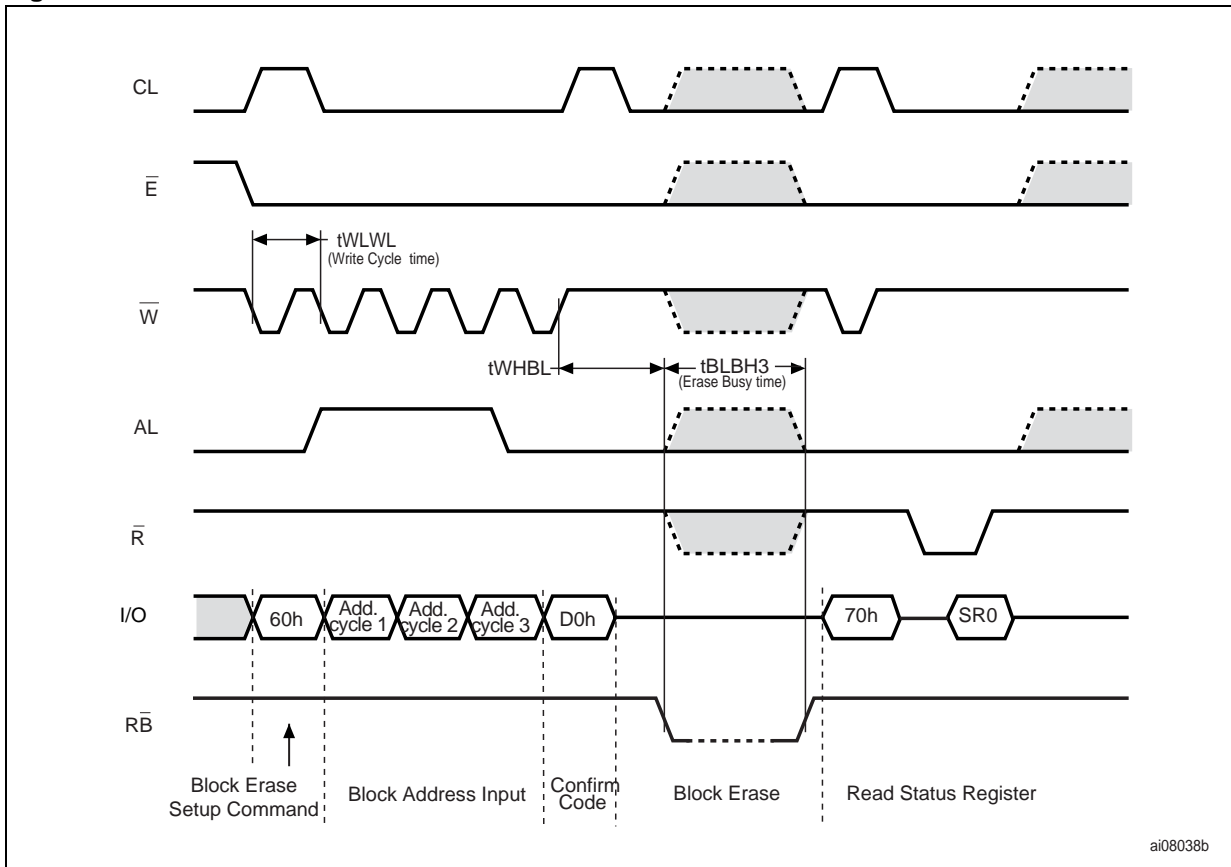 CL
E
tWLWL
(Write Cycle time)
W
tWHBL
tBLBH3
(Erase Busy time)
AL
R
I/O
60h
Add. cycle 1
Add. cycle 2
Add. cycle 3
D0h
70h
SR0
RB
Block Erase
Setup Command
Block Address Input
Confirm
Code
Block Erase
Read Status Register
ai08038b